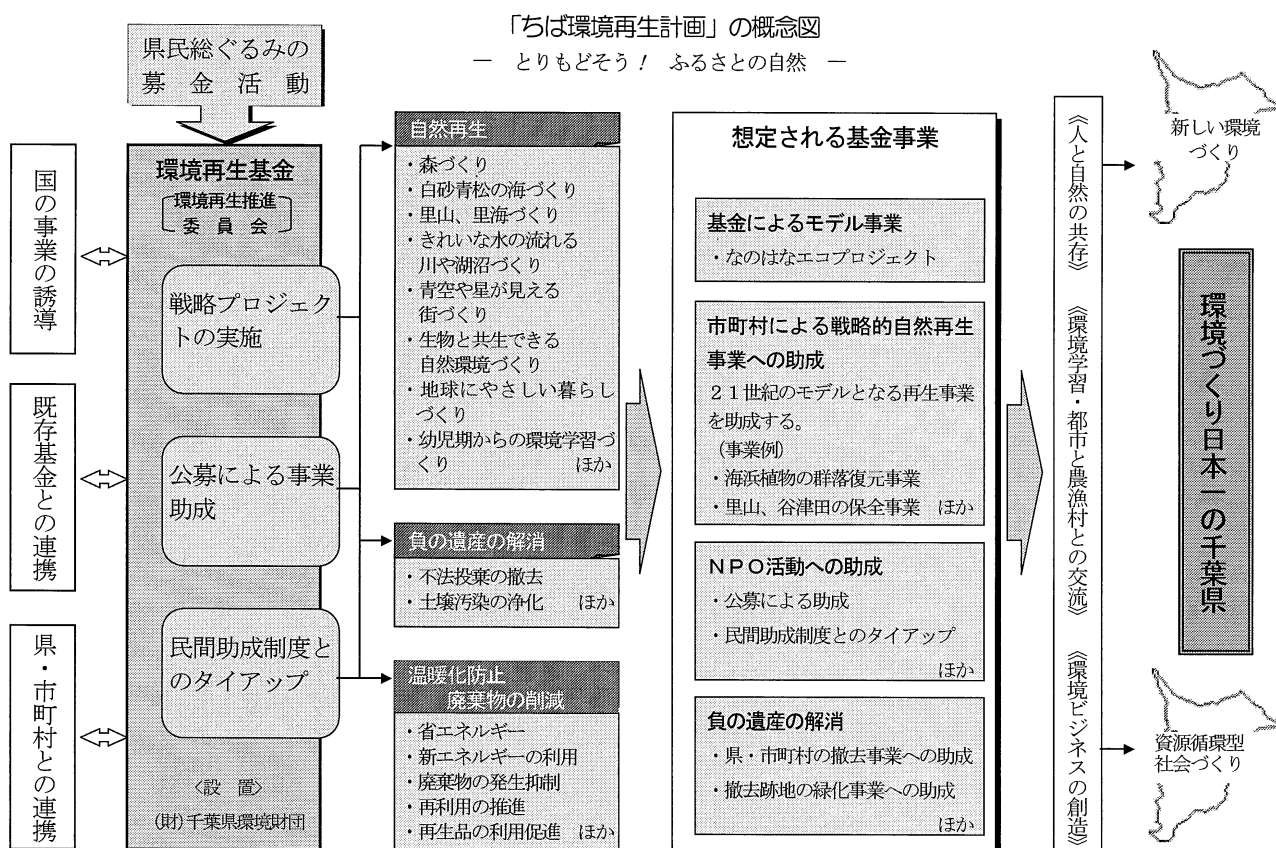 「ちば環境再生計画」の概念図
― とりもどそう！ ふるさとの自然 ―
県民総ぐるみの
募金活動
国の事業の誘導
既存基金との連携
県・市町村との連携
環境再生基金
環境再生推進
委員会
戦略プロジェク
トの実施
公募による事業
助成
民間助成制度と
のタイアップ
〈設 置〉
(財)千葉県環境財団
自然再生
・森づくり
・白砂青松の海づくり
・里山、里海づくり
・きれいな水の流れる
川や湖沼づくり
・青空や星が見える
街づくり
・生物と共生できる
自然環境づくり
・地球にやさしい暮らし
づくり
・幼児期からの環境学習づ
くり ほか
負の遺産の解消
・不法投棄の撤去
・土壌汚染の浄化 ほか
温暖化防止
廃棄物の削減
・省エネルギー
・新エネルギーの利用
・廃棄物の発生抑制
・再利用の推進
・再生品の利用促進 ほか
想定される基金事業
基金によるモデル事業
・なのはなエコプロジェクト
市町村による戦略的自然再生
事業への助成
２１世紀のモデルとなる再生事業
を助成する。
（事業例）
・海浜植物の群落復元事業
・里山、谷津田の保全事業 ほか
ＮＰＯ活動への助成
・公募による助成
・民間助成制度とのタイアップ
ほか
負の遺産の解消
・県・市町村の撤去事業への助成
・撤去跡地の緑化事業への助成
ほか
《人と自然の共存》
《環境学習・都市と農漁村との交流》
《環境ビジネスの創造》
新しい環境
づくり
環境づくり日本一の千葉県
資源循環型
社会づくり